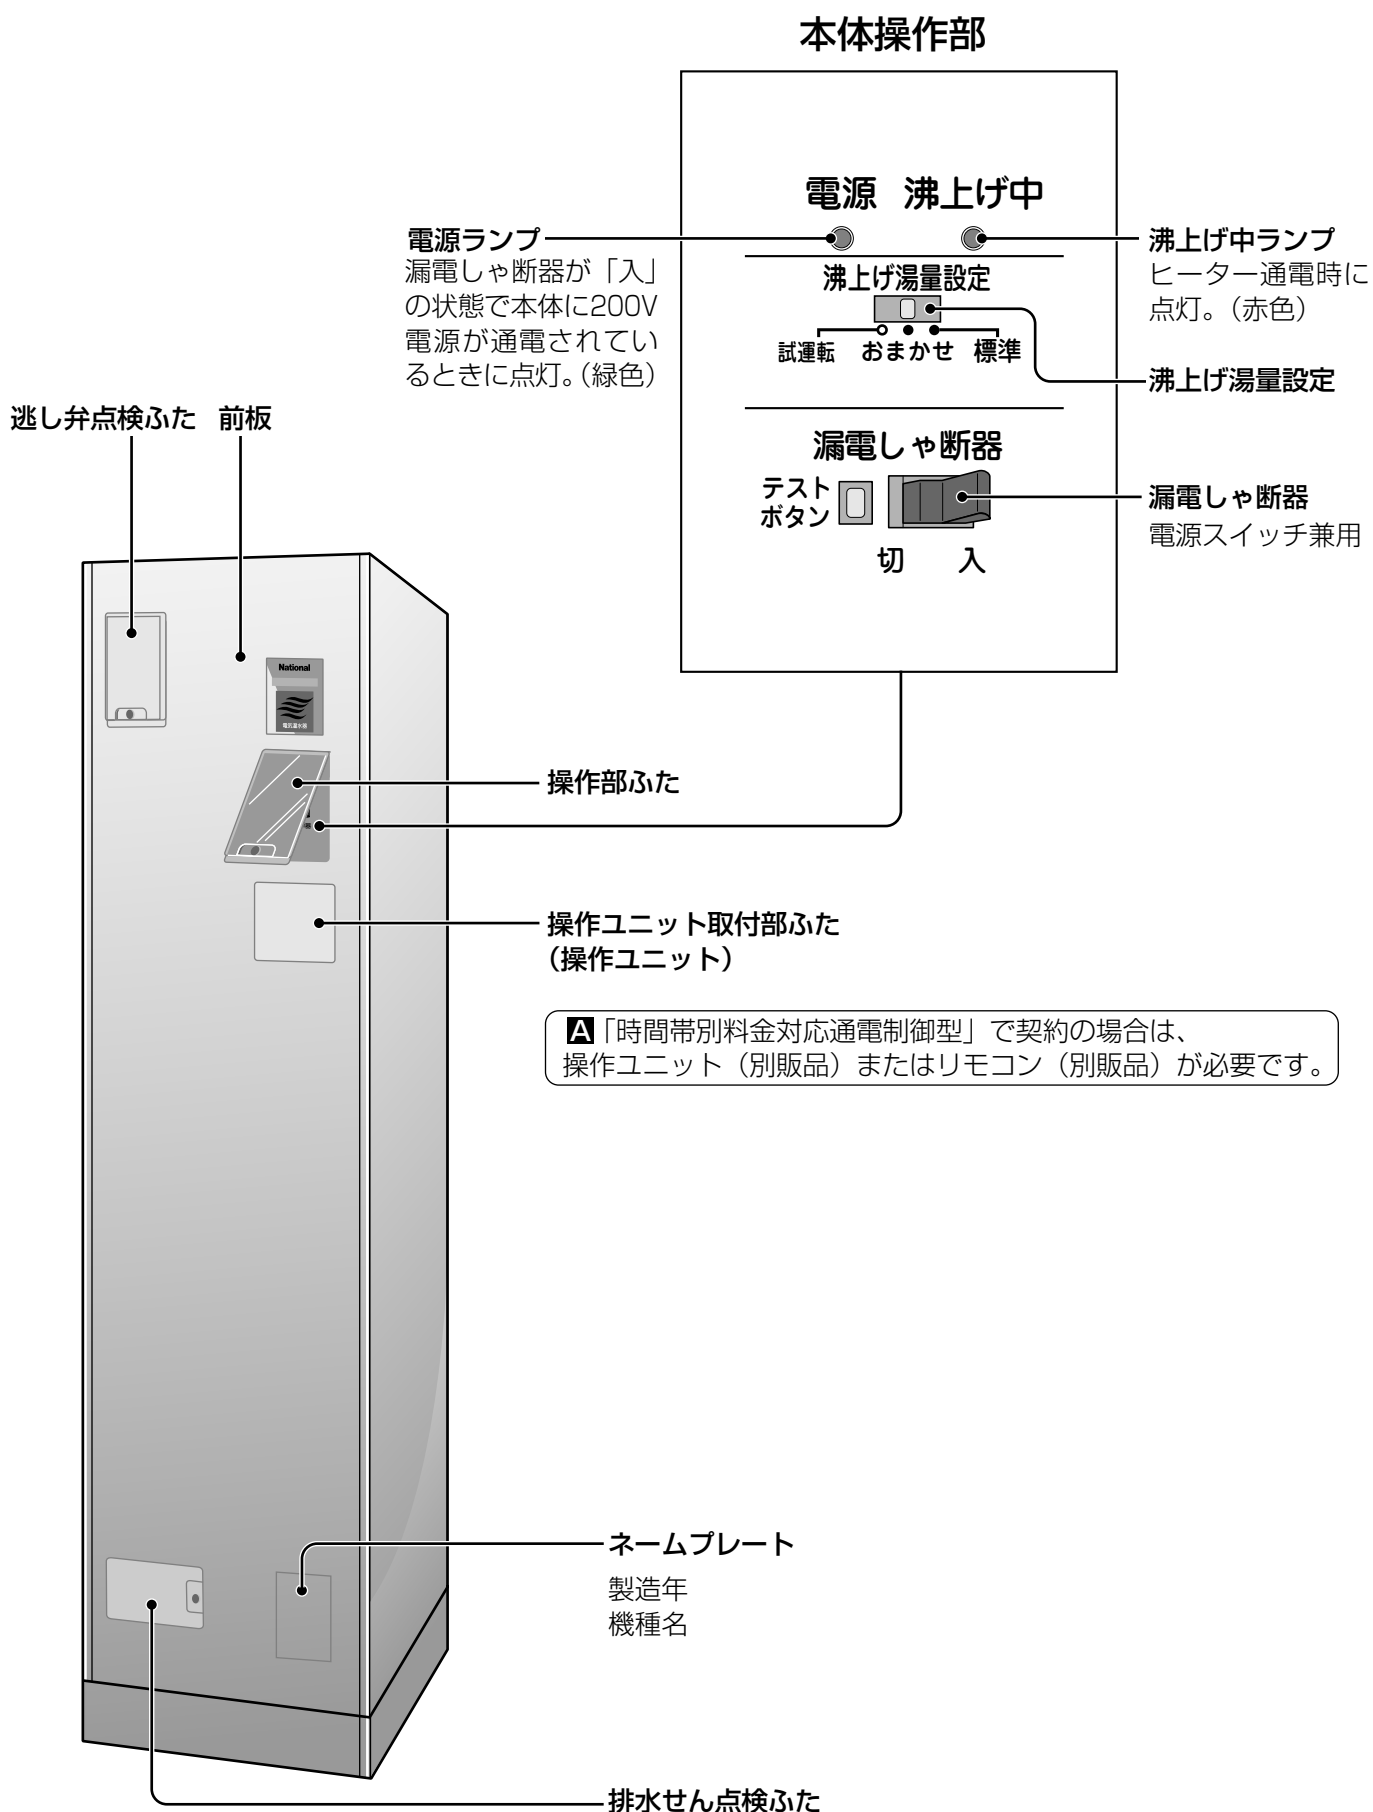 本体操作部
電源 沸上げ中
電源ランプ
漏電しゃ断器が「入」
の状態で本体に200V
電源が通電されてい
るときに点灯。(緑色)
沸上げ中ランプ
ヒーター通電時に
点灯。(赤色)
沸上げ湯量設定
試運転 おまかせ 標準
沸上げ湯量設定
逃し弁点検ふた 前板
漏電しゃ断器
テスト
ボタン
切 入
漏電しゃ断器
電源スイッチ兼用
National
電気温水器
操作部ふた
操作ユニット取付部ふた
(操作ユニット)
A「時間帯別料金対応通電制御型」で契約の場合は、
操作ユニット(別販品)またはリモコン(別販品)が必要です。
ネームプレート
製造年
機種名
排水せん点検ふた